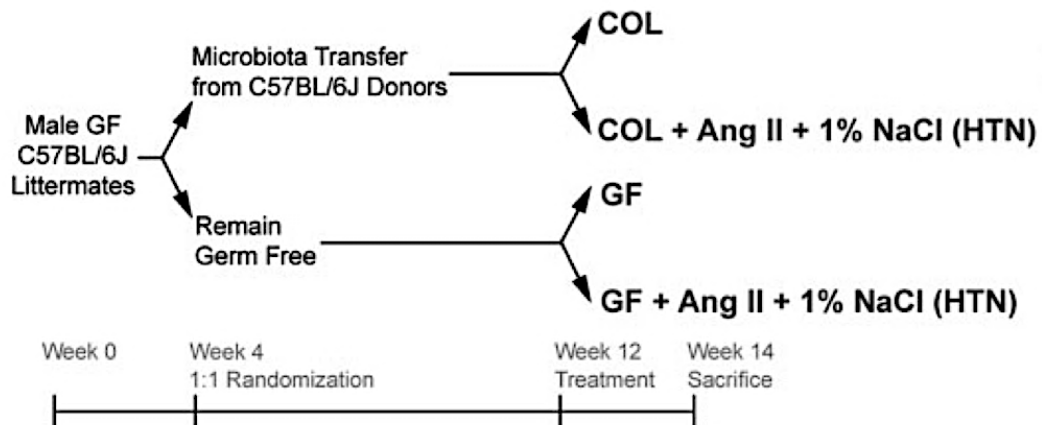 COL
Microbiota Transfer
from C57BL/6J Donors
COL + Ang II + 1% NaCl (HTN)
Male GF
C57BL/6J
Littermates
GF
Remain
Germ Free
GF + Ang II + 1% NaCl (HTN)
Week 0
Week 4
1:1 Randomization
Week 12
Treatment
Week 14
Sacrifice